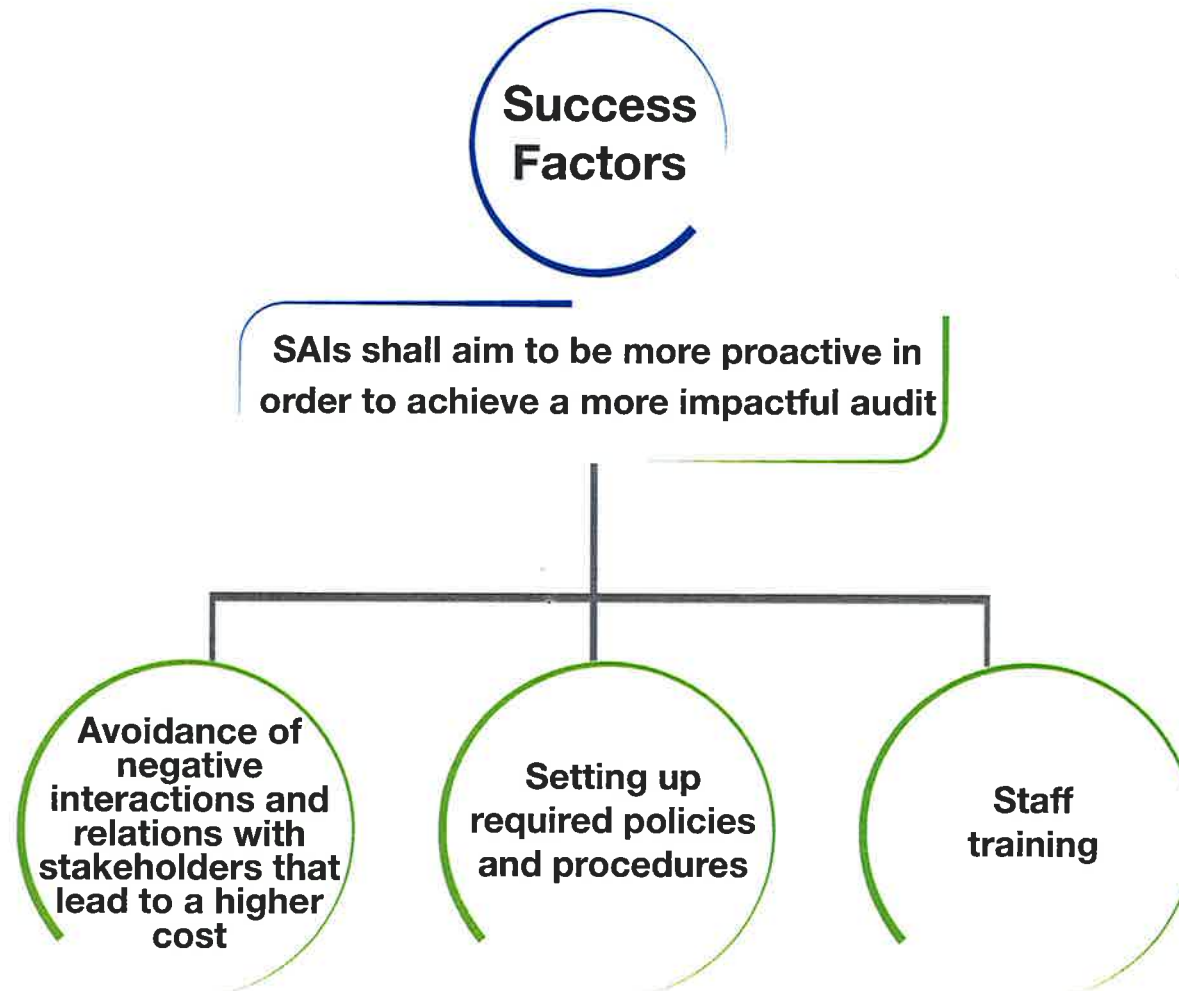 Success
Factors
SAIs shall aim to be more proactive in
order to achieve a more impactful audit
Avoidance of
negative
interactions and
relations with
stakeholders that
lead to a higher
cost
Setting up
required policies
and procedures
Staff
training